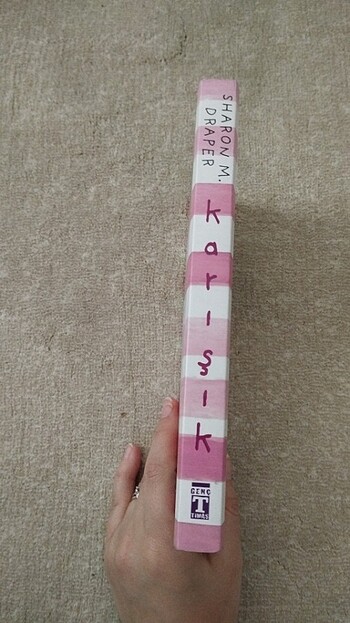 SHARON M.
DRAPER
karışık
GENÇ
T
TİMAŞ